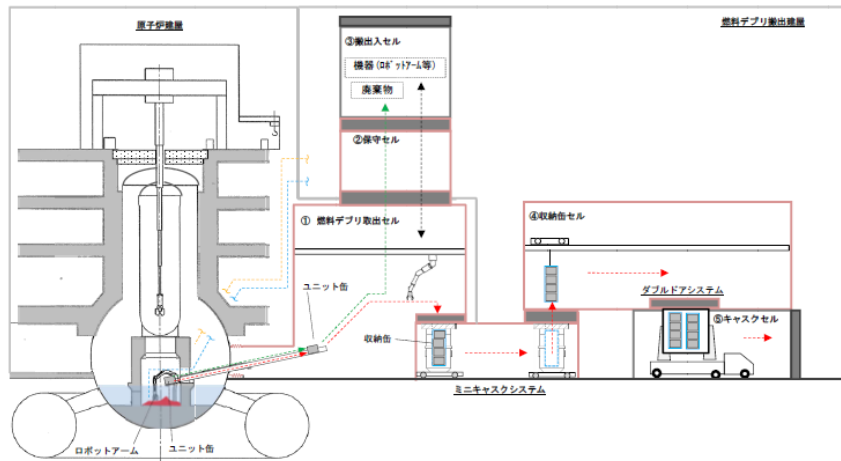 原子炉建屋
燃料デブリ搬出建屋
③搬出入セル
機器(ﾛﾎﾞｯﾄｱｰﾑ等)
廃棄物
②保守セル
① 燃料デブリ取出セル
④収納缶セル
ダブルドアシステム
⑤キャスクセル
ユニット缶
収納缶
ミニキャスクシステム
ロボットアーム
ユニット缶